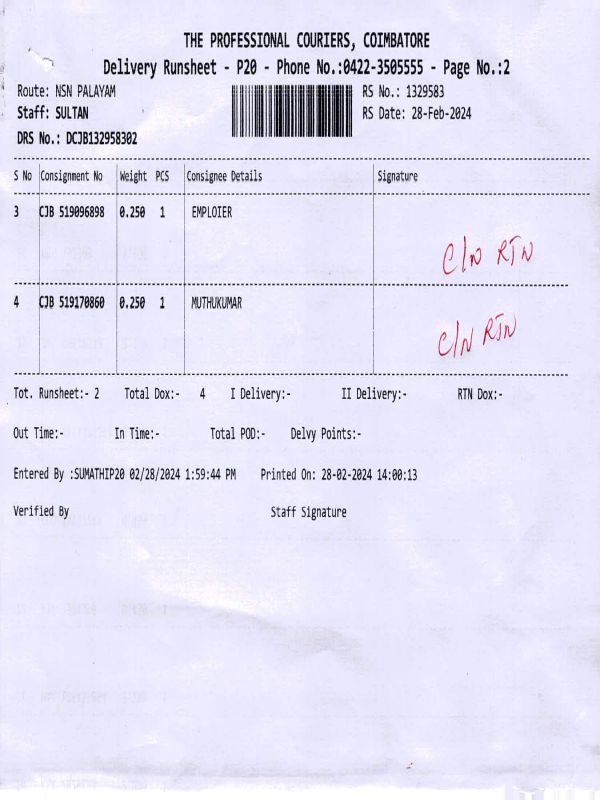 THE PROFESSIONAL COURIERS, COIMBATORE
Delivery Runsheet - P20 - Phone No.:0422-3505555 - Page No.:2
Route: NSN PALAYAM RS No.: 1329583
Staff: SULTAN RS Date: 28-Feb-2024
DRS No.: DCJB132958302
S No Consignment No Weight PCS Consignee Details Signature
3 CJB 519096898 0.250 1 EMPLOIER
C/N RTN
4 CJB 519170860 0.250 1 MUTHUKUMAR
C/N RTN
Tot. Runsheet:- 2 Total Dox:- 4 I Delivery:- II Delivery:- RTN Dox:-
Out Time:- In Time:- Total POD:- Delvy Points:-
Entered By :SUMATHIP20 02/28/2024 1:59:44 PM Printed On: 28-02-2024 14:00:13
Verified By Staff Signature